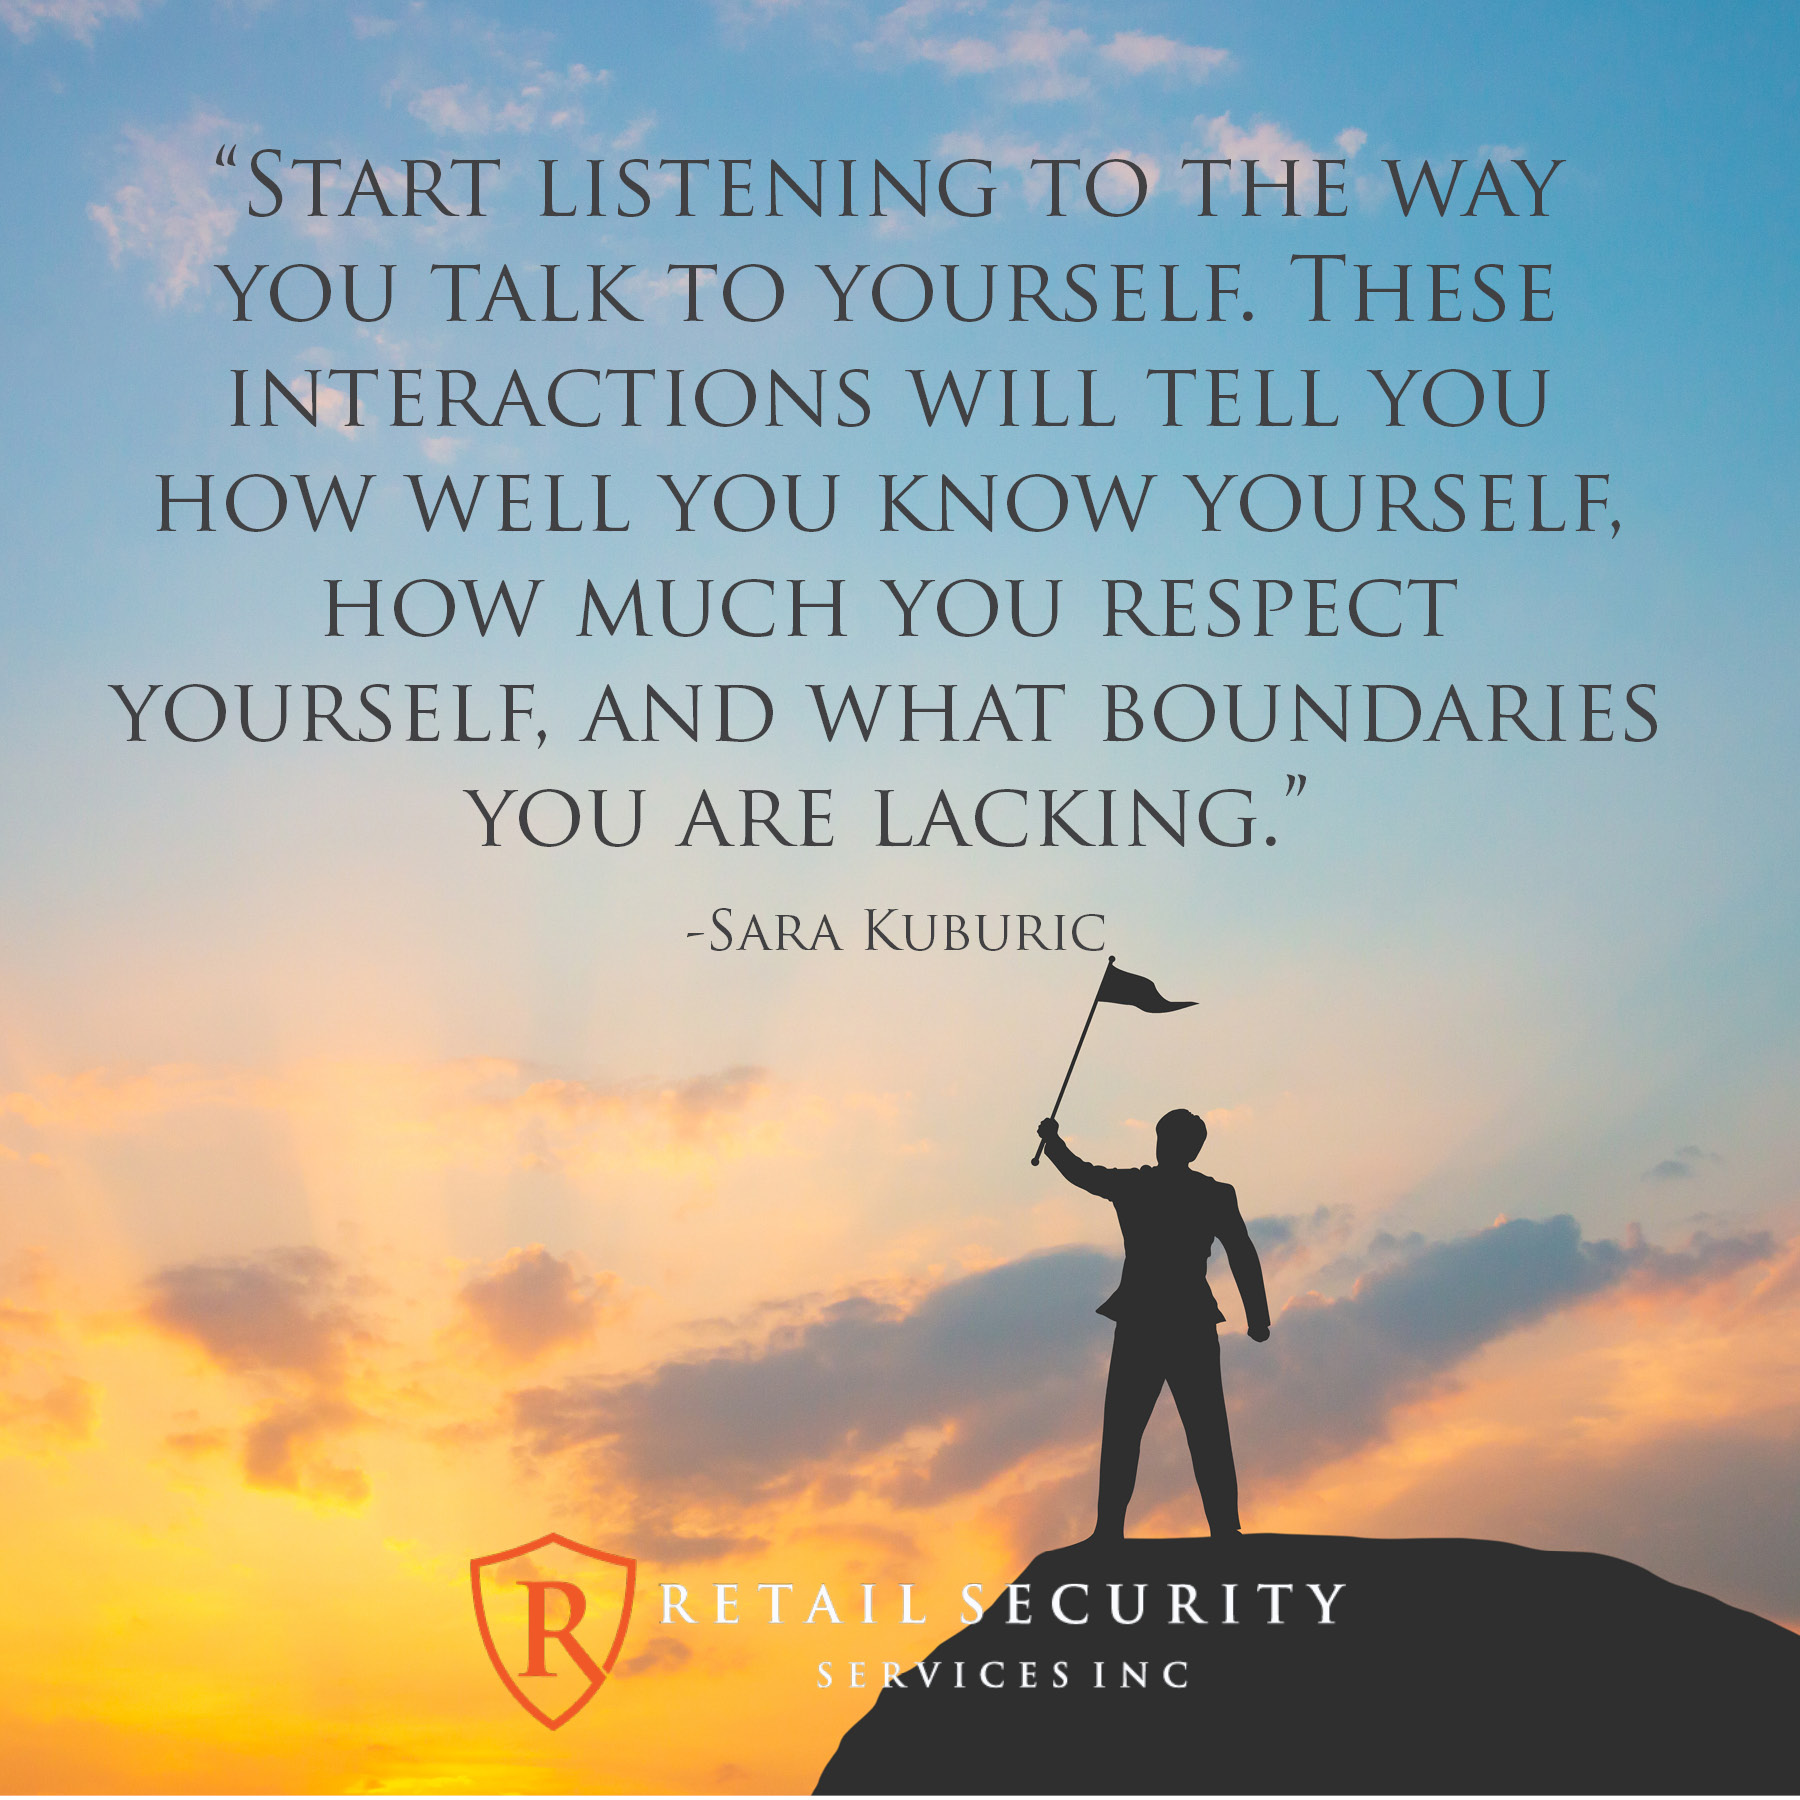 “Start listening to the way
you talk to yourself. These
interactions will tell you
how well you know yourself,
how much you respect
yourself, and what boundaries
you are lacking.”
-Sara Kuburic
R
RETAIL SECURITY
SERVICES INC